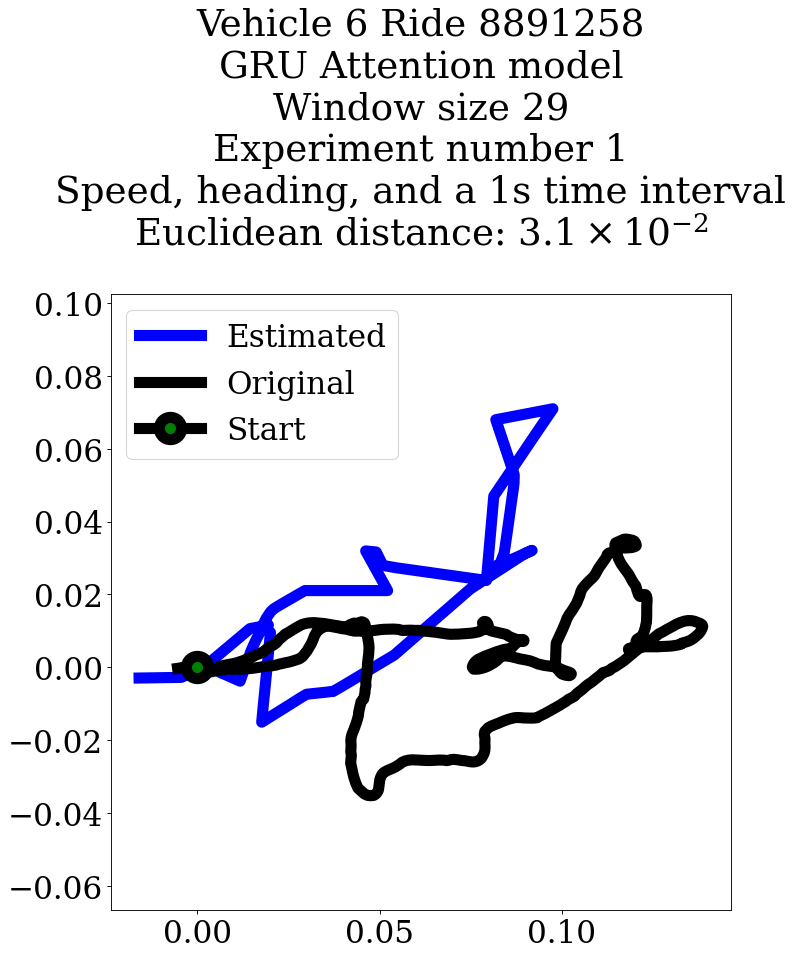 Vehicle 6 Ride 8891258
GRU Attention model
Window size 29
Experiment number 1
Speed, heading, and a 1s time interval
Euclidean distance: 3.1 × 10⁻²
0.10
0.08
0.06
0.04
0.02
0.00
−0.02
−0.04
−0.06
Estimated
Original
Start
0.00
0.05
0.10